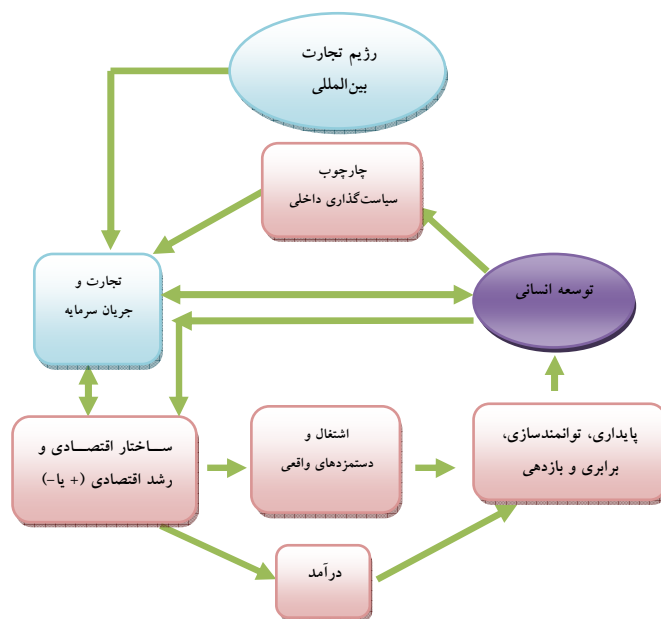 رژیم تجارت
بین‌المللی
چارچوب
سیاست‌گذاری داخلی
تجارت و
جریان سرمایه
توسعه انسانی
ســاختار اقتصــادی و
رشد اقتصادی (+ یا-)
اشتغال و
دستمزدهای واقعی
پایداری، توانمندسازی،
برابری و بازدهی
درآمد